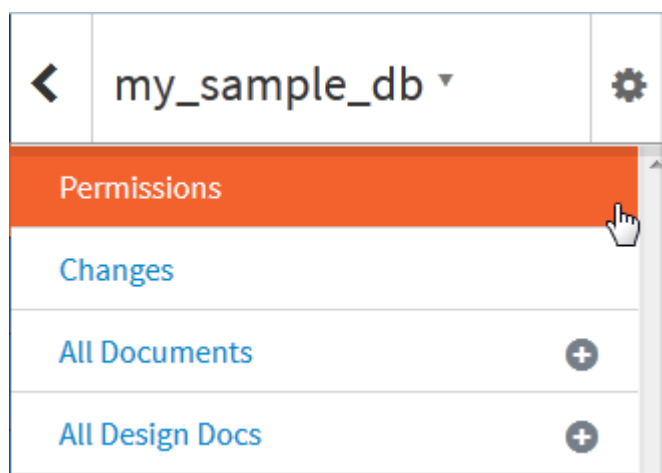 my_sample_db
Permissions
Changes
All Documents
All Design Docs